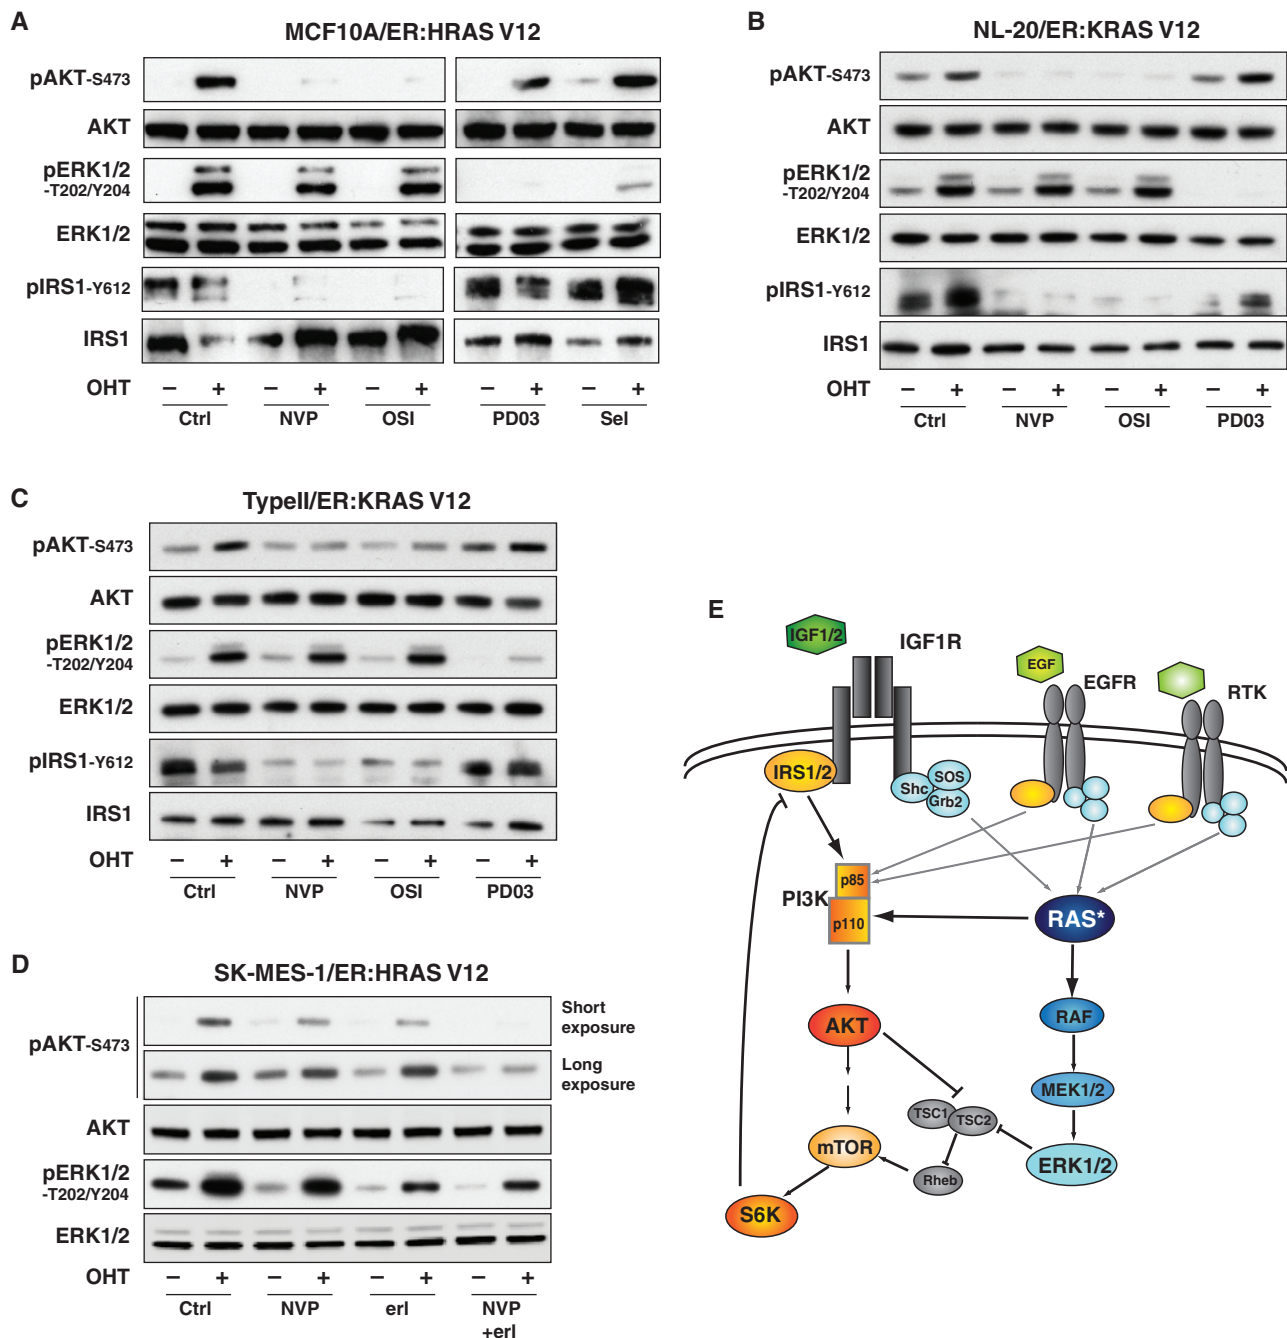 A
MCF10A/ER:HRAS V12
pAKT-S473
AKT
pERK1/2
-T202/Y204
ERK1/2
pIRS1-Y612
IRS1
OHT – + – + – + – + – +
Ctrl NVP OSI PD03 Sel
B
NL-20/ER:KRAS V12
pAKT-S473
AKT
pERK1/2
-T202/Y204
ERK1/2
pIRS1-Y612
IRS1
OHT – + – + – + – +
Ctrl NVP OSI PD03
C
TypeII/ER:KRAS V12
pAKT-S473
AKT
pERK1/2
-T202/Y204
ERK1/2
pIRS1-Y612
IRS1
OHT – + – + – + – +
Ctrl NVP OSI PD03
D
SK-MES-1/ER:HRAS V12
pAKT-S473
Short
exposure
Long
exposure
AKT
pERK1/2
-T202/Y204
ERK1/2
OHT – + – + – + – +
Ctrl NVP erl NVP
+erl
E
IGF1/2
IGF1R
EGF
EGFR
RTK
IRS1/2
Shc
SOS
Grb2
PI3K
p85
p110
RAS*
AKT
RAF
MEK1/2
TSC1
TSC2
mTOR
Rheb
ERK1/2
S6K